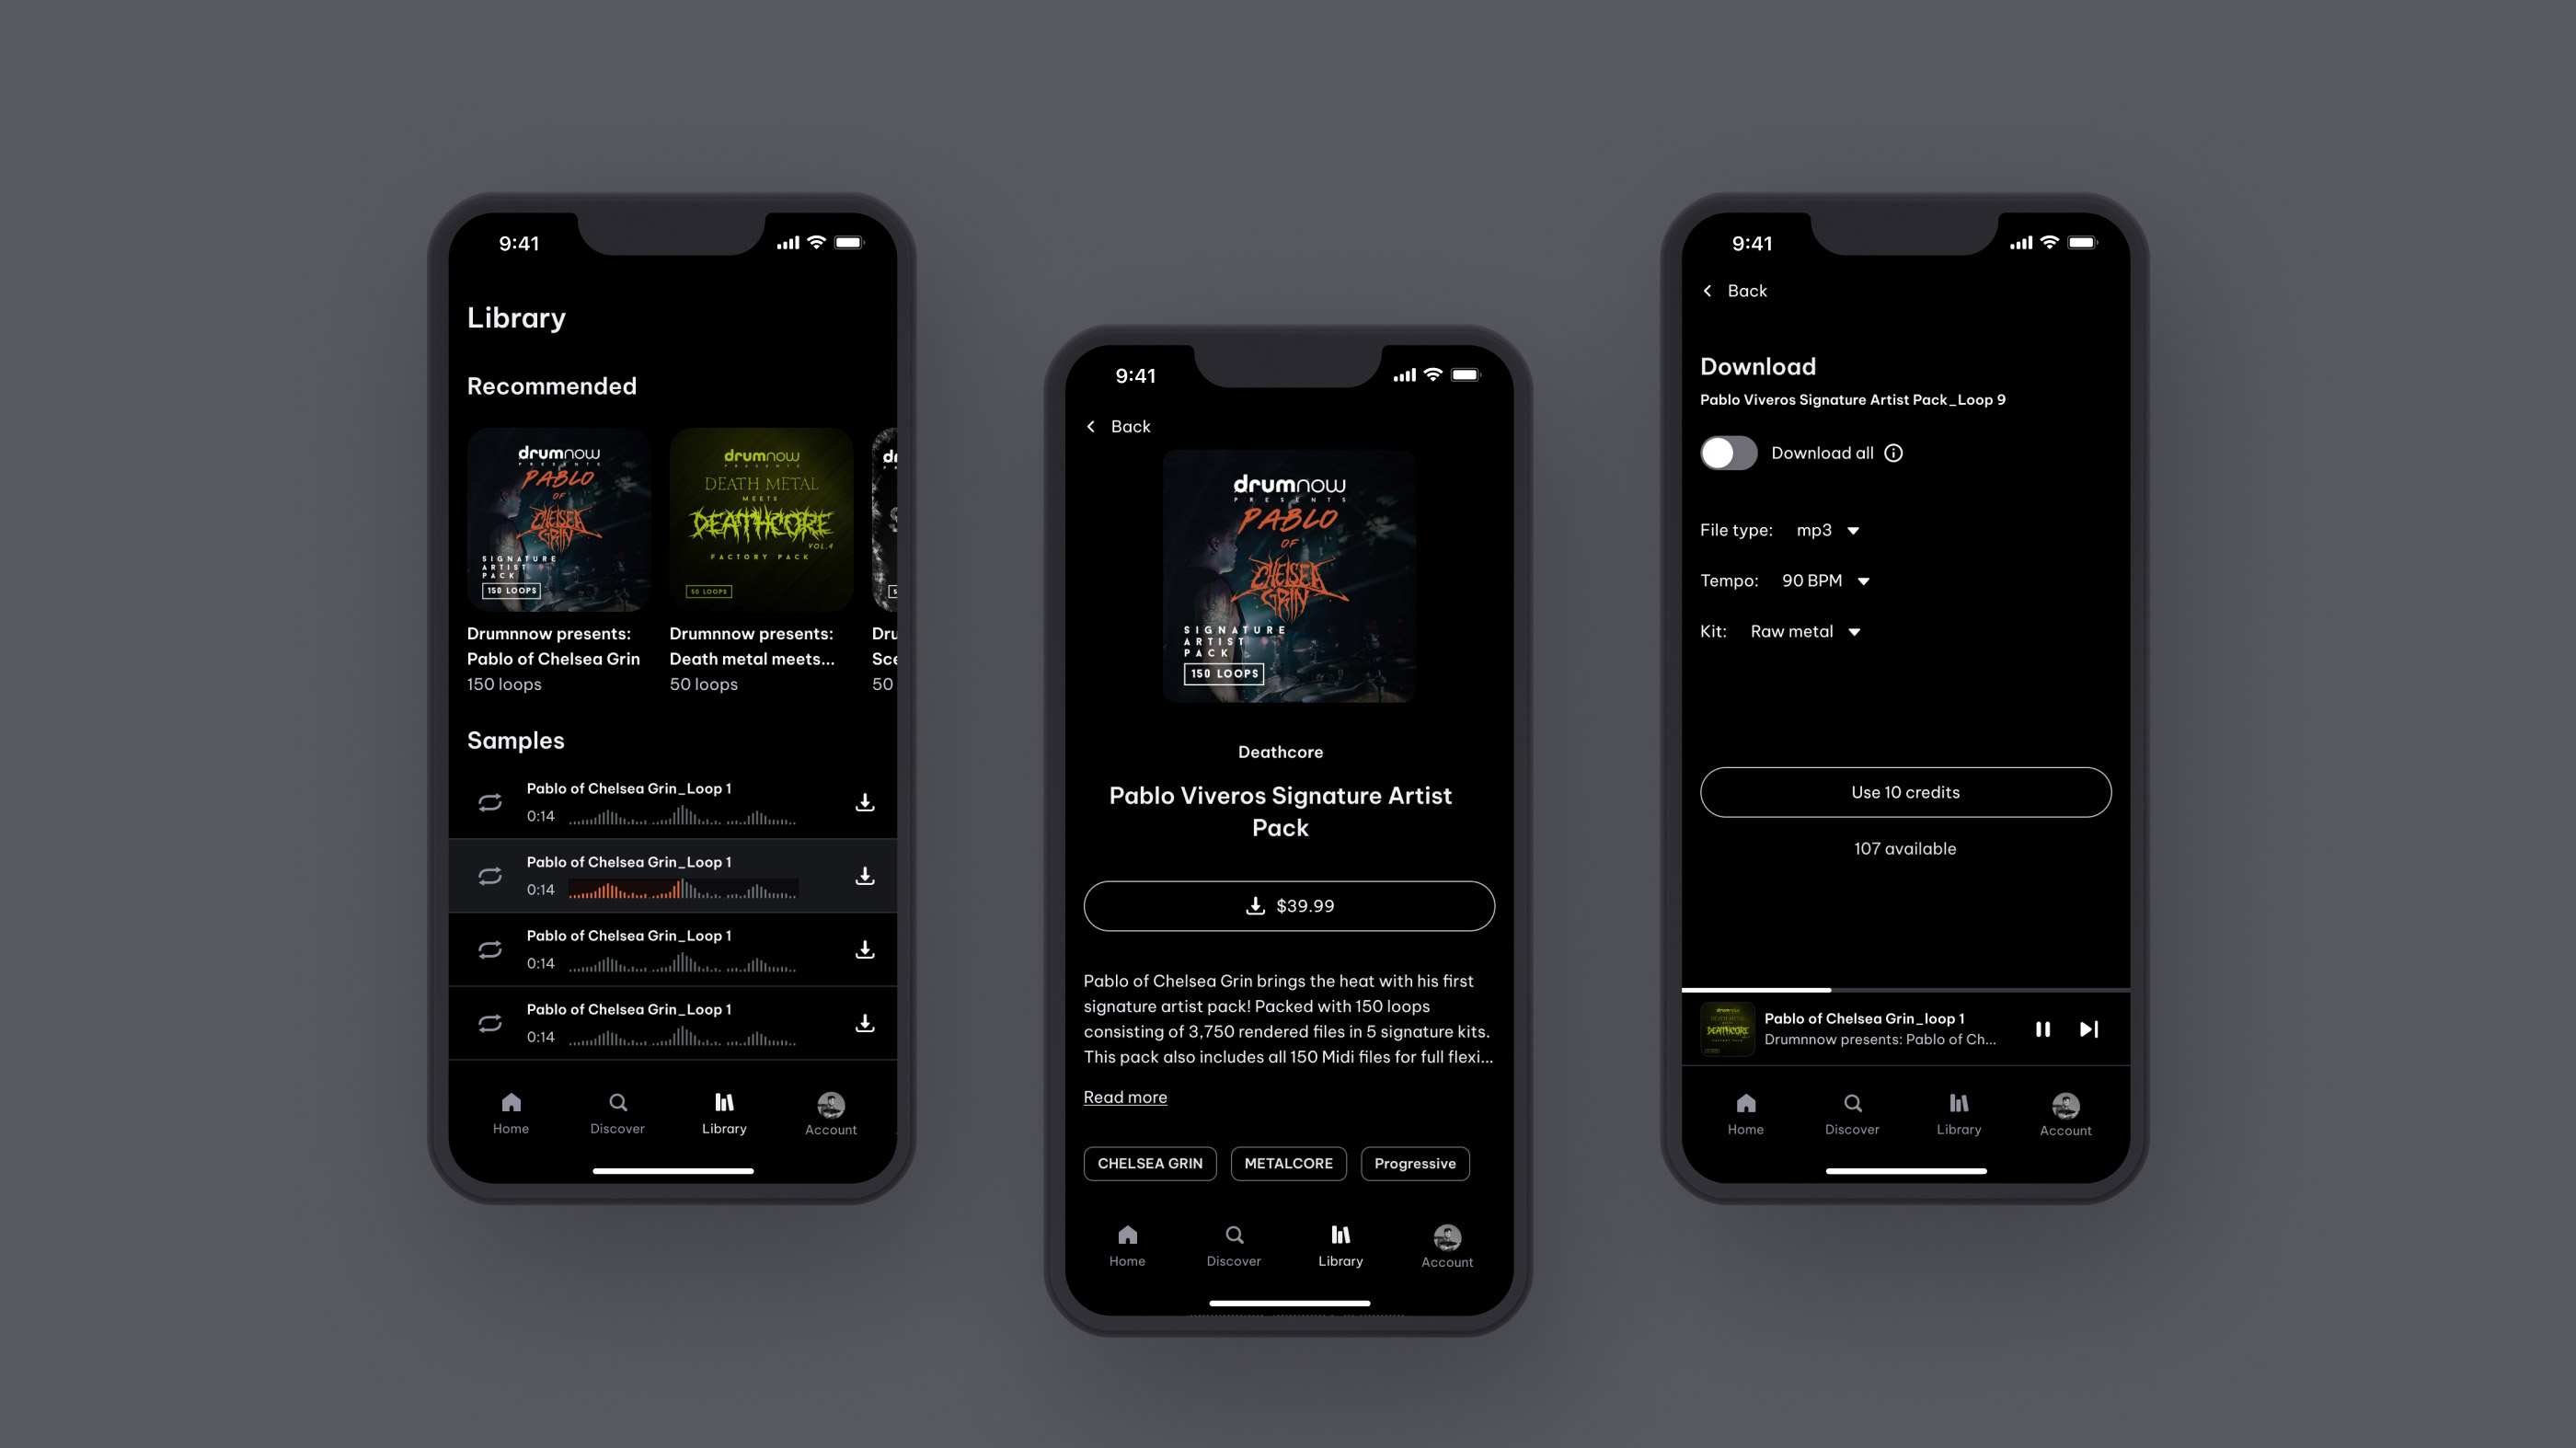 9:41
Library
Recommended
drumnow
PRESENTS
PABLO
OF
CHELSEA
GRIN
SIGNATURE
ARTIST
PACK
150 LOOPS
drumnow
PRESENTS
DEATH METAL
MEETS
DEATHCORE
VOL.4
FACTORY PACK
50 LOOPS
Drumnnow presents:
Pablo of Chelsea Grin
150 loops
Drumnnow presents:
Death metal meets...
50 loops
Dru
Sce
50
Samples
Pablo of Chelsea Grin_Loop 1
0:14
Pablo of Chelsea Grin_Loop 1
0:14
Pablo of Chelsea Grin_Loop 1
0:14
Pablo of Chelsea Grin_Loop 1
0:14
Home
Discover
Library
Account
9:41
Back
drumnow
PRESENTS
PABLO
OF
CHELSEA
GRIN
SIGNATURE
ARTIST
PACK
150 LOOPS
Deathcore
Pablo Viveros Signature Artist
Pack
$39.99
Pablo of Chelsea Grin brings the heat with his first
signature artist pack! Packed with 150 loops
consisting of 3,750 rendered files in 5 signature kits.
This pack also includes all 150 Midi files for full flexi...
Read more
CHELSEA GRIN
METALCORE
Progressive
Home
Discover
Library
Account
9:41
Back
Download
Pablo Viveros Signature Artist Pack_Loop 9
Download all
File type: mp3
Tempo: 90 BPM
Kit: Raw metal
Use 10 credits
107 available
drumnow
DEATH METAL
DEATHCORE
Pablo of Chelsea Grin_loop 1
Drumnnow presents: Pablo of Ch...
Home
Discover
Library
Account